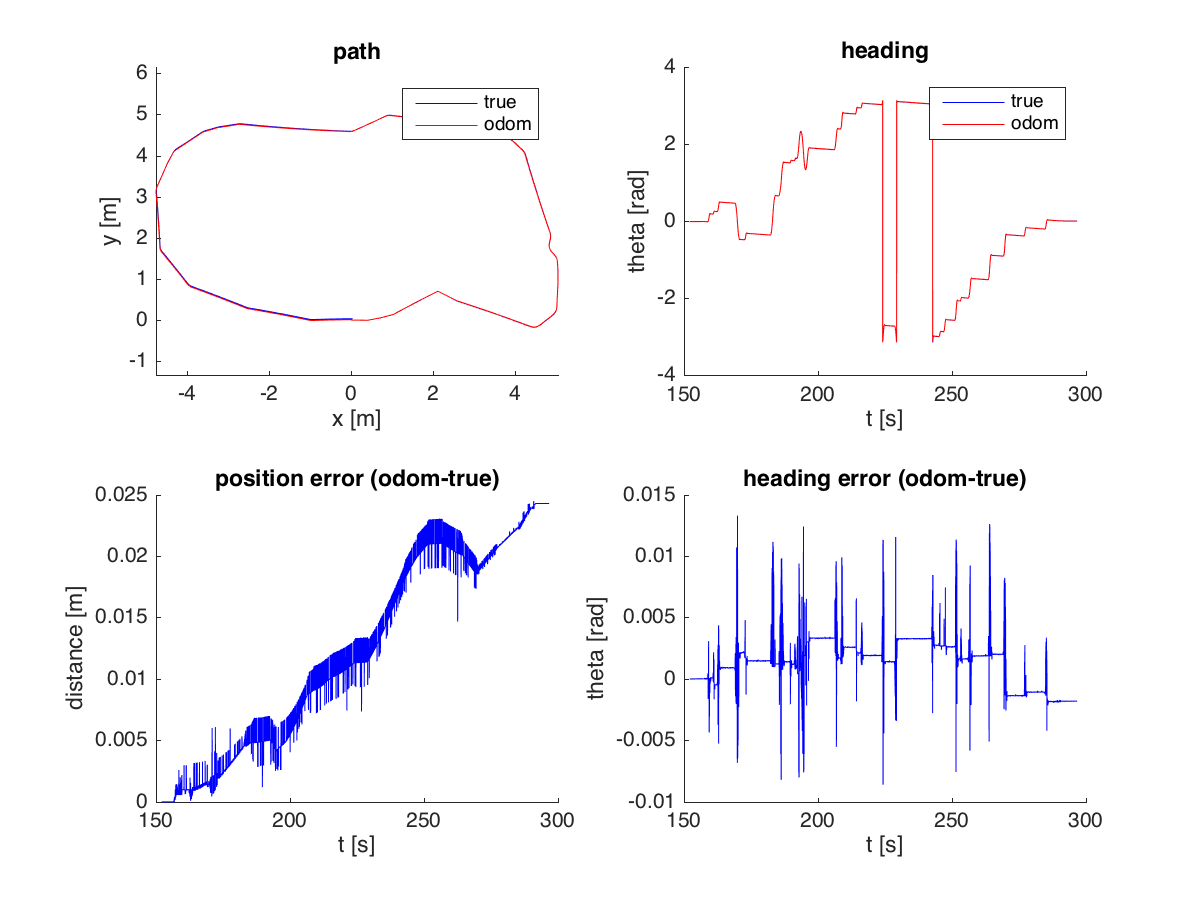 path
true
odom
6
5
4
3
2
1
0
-1
y [m]
-4
-2
0
2
4
x [m]
heading
true
odom
4
2
0
-2
-4
theta [rad]
150
200
250
300
t [s]
position error (odom-true)
0.025
0.02
0.015
0.01
0.005
0
distance [m]
150
200
250
300
t [s]
heading error (odom-true)
0.015
0.01
0.005
0
-0.005
-0.01
theta [rad]
150
200
250
300
t [s]